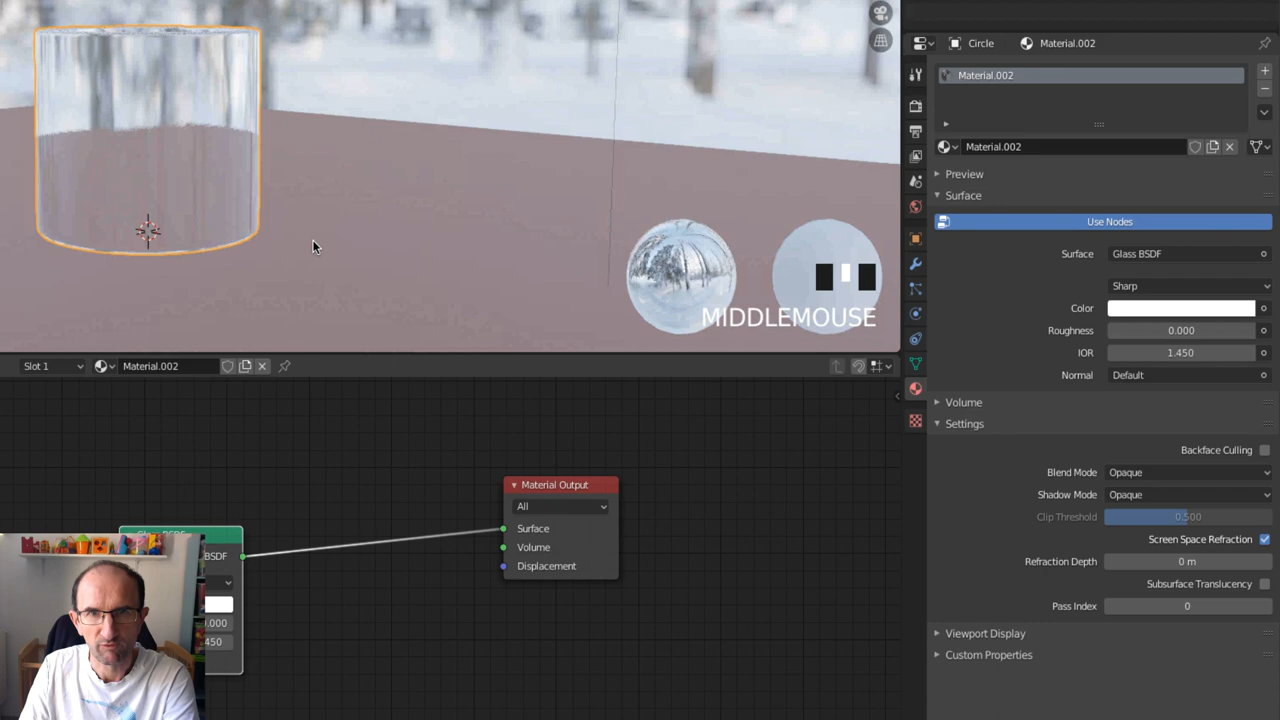 Circle
Material.002
Material.002
Material.002
Preview
Surface
Use Nodes
Surface
Glass BSDF
Sharp
Color
Roughness
0.000
IOR
1.450
Normal
Default
Volume
Settings
Backface Culling
Blend Mode
Opaque
Shadow Mode
Opaque
Clip Threshold
0.500
Screen Space Refraction
Refraction Depth
0 m
Subsurface Translucency
Pass Index
0
Viewport Display
Custom Properties
MIDDLEMOUSE
Slot 1
Material.002
Material Output
All
Surface
Volume
Displacement
BSDF
0.000
450